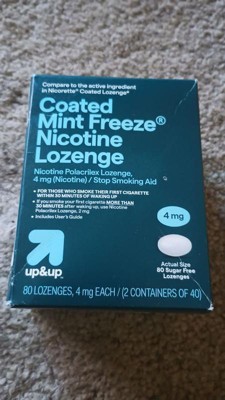 Compare to the active ingredient
in Nicorette® Coated Lozenge*
Coated
Mint Freeze®
Nicotine
Lozenge
Nicotine Polacrilex Lozenge,
4 mg (Nicotine) / Stop Smoking Aid
• FOR THOSE WHO SMOKE THEIR FIRST CIGARETTE
WITHIN 30 MINUTES OF WAKING UP
• If you smoke your first cigarette MORE THAN
30 MINUTES after waking up, use Nicotine
Polacrilex Lozenge, 2 mg
• Includes User's Guide
4 mg
Actual Size
80 Sugar Free
Lozenges
up&up
80 LOZENGES, 4 mg EACH / (2 CONTAINERS OF 40)